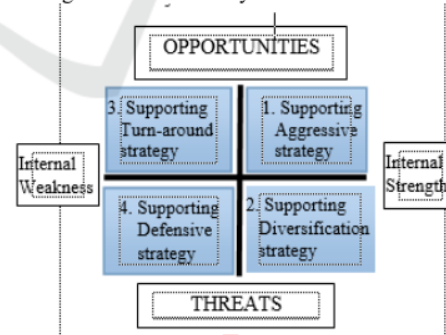 OPPORTUNITIES
3. Supporting
Turn-around
strategy
1. Supporting
Aggressive
strategy
Internal
Weakness
Internal
Strength
4. Supporting
Defensive
strategy
2. Supporting
Diversification
strategy
THREATS